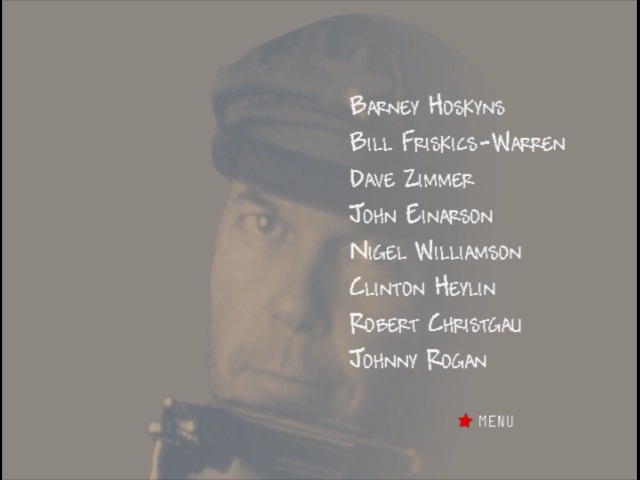 Barney Hoskyns
Bill Friskics-Warren
Dave Zimmer
John Einarson
Nigel Williamson
Clinton Heylin
Robert Christgau
Johnny Rogan
MENU